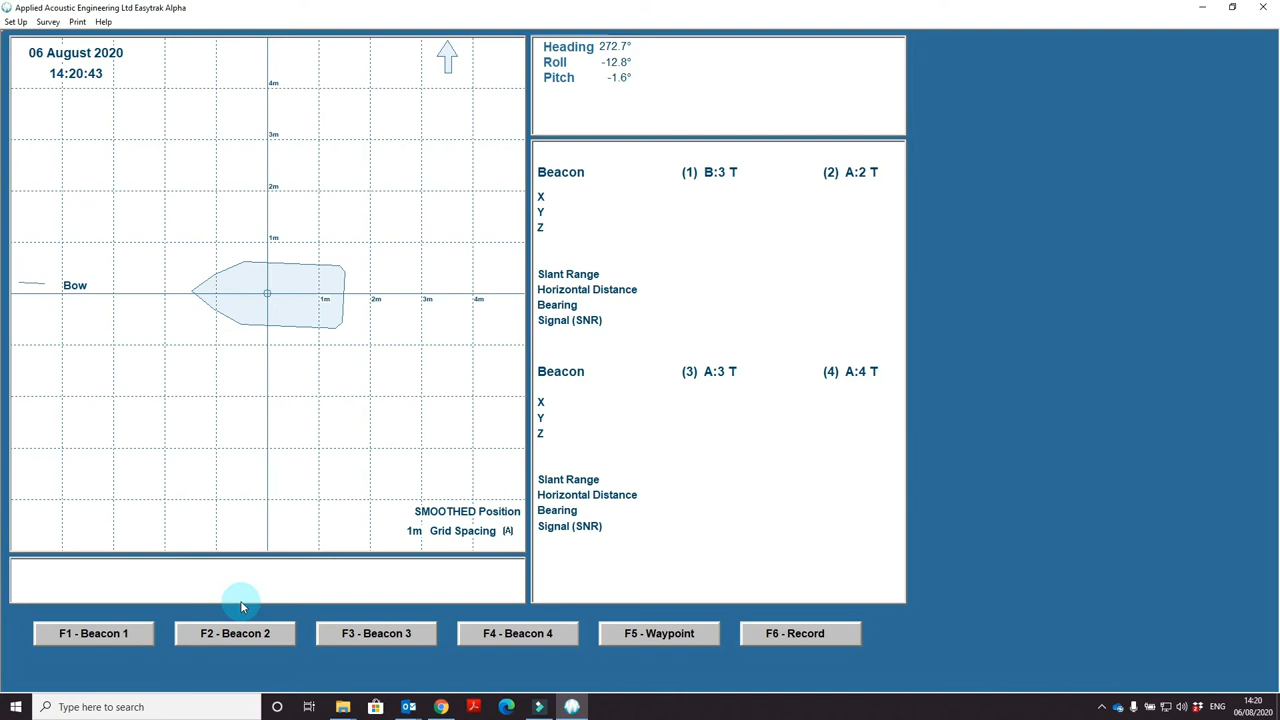 Applied Acoustic Engineering Ltd Easytrak Alpha
Set Up Survey Print Help
06 August 2020
14:20:43
4m
3m
2m
1m
Bow
1m 2m 3m 4m
SMOOTHED Position
1m Grid Spacing (A)
Heading 272.7°
Roll -12.8°
Pitch -1.6°
Beacon (1) B:3 T (2) A:2 T
X
Y
Z
Slant Range
Horizontal Distance
Bearing
Signal (SNR)
Beacon (3) A:3 T (4) A:4 T
X
Y
Z
Slant Range
Horizontal Distance
Bearing
Signal (SNR)
F1 - Beacon 1 F2 - Beacon 2 F3 - Beacon 3 F4 - Beacon 4 F5 - Waypoint F6 - Record
Type here to search
ENG
14:20
06/08/2020